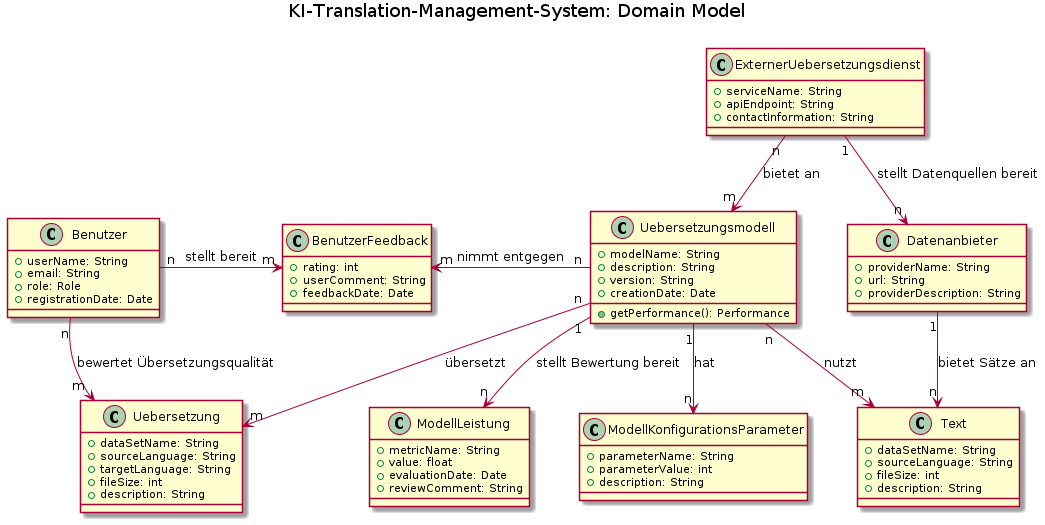 KI-Translation-Management-System: Domain Model
C ExternerUebersetzungsdienst
serviceName: String
apiEndpoint: String
contactInformation: String
n
1
bietet an
stellt Datenquellen bereit
m
n
C Benutzer
userName: String
email: String
role: Role
registrationDate: Date
n
stellt bereit
m
C BenutzerFeedback
rating: int
userComment: String
feedbackDate: Date
m
nimmt entgegen
n
C Uebersetzungsmodell
modelName: String
description: String
version: String
creationDate: Date
getPerformance(): Performance
C Datenanbieter
providerName: String
url: String
providerDescription: String
n
bewertet Übersetzungsqualität
m
n
übersetzt
m
1
stellt Bewertung bereit
n
1
hat
n
n
nutzt
m
1
bietet Sätze an
n
C Uebersetzung
dataSetName: String
sourceLanguage: String
targetLanguage: String
fileSize: int
description: String
C ModellLeistung
metricName: String
value: float
evaluationDate: Date
reviewComment: String
C ModellKonfigurationsParameter
parameterName: String
parameterValue: int
description: String
C Text
dataSetName: String
sourceLanguage: String
fileSize: int
description: String